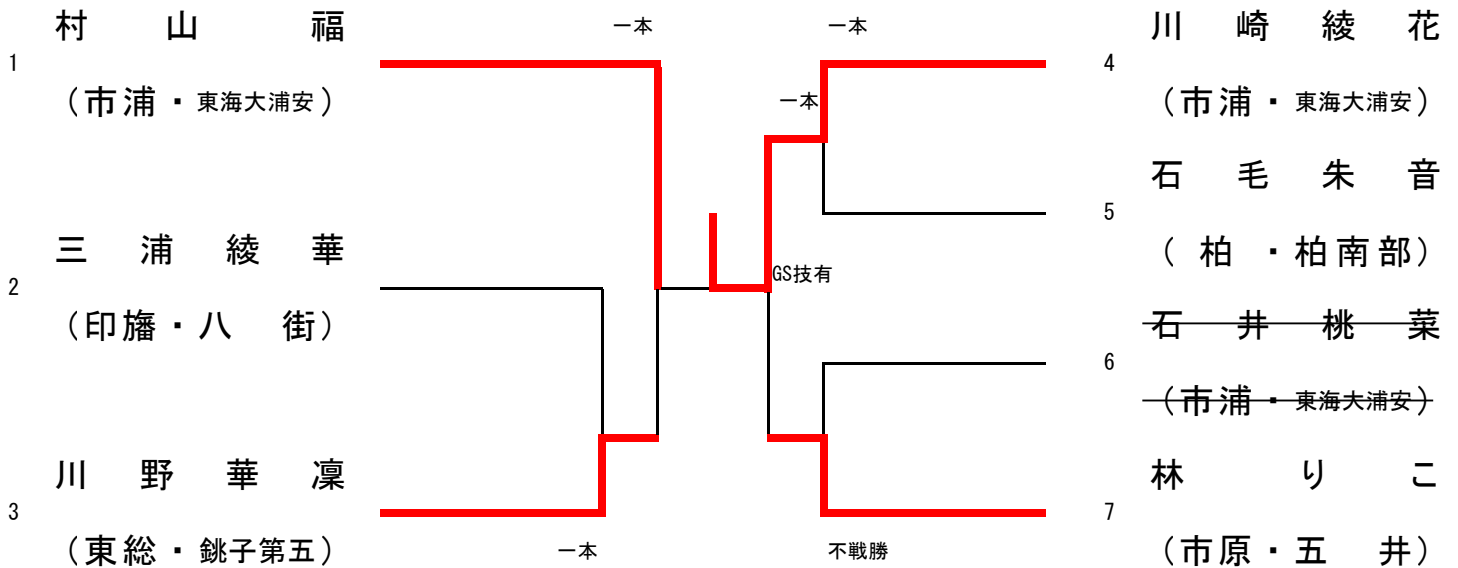 村山福
1
（市浦・東海大浦安）
三浦綾華
2
（印旛・八街）
川野華凜
3
（東総・銚子第五）
一本
一本
一本
GS技有
一本
不戦勝
川崎綾花
4
（市浦・東海大浦安）
石毛朱音
5
（柏・柏南部）
石井桃菜
6
（市浦・東海大浦安）
林りこ
7
（市原・五井）